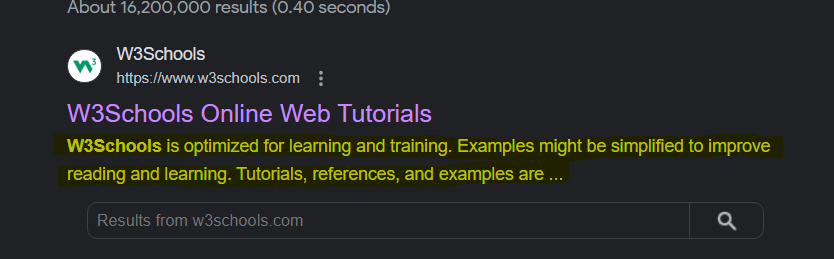 About 16,200,000 results (0.40 seconds)
W3Schools
https://www.w3schools.com
W3Schools Online Web Tutorials
W3Schools is optimized for learning and training. Examples might be simplified to improve
reading and learning. Tutorials, references, and examples are ...
Results from w3schools.com